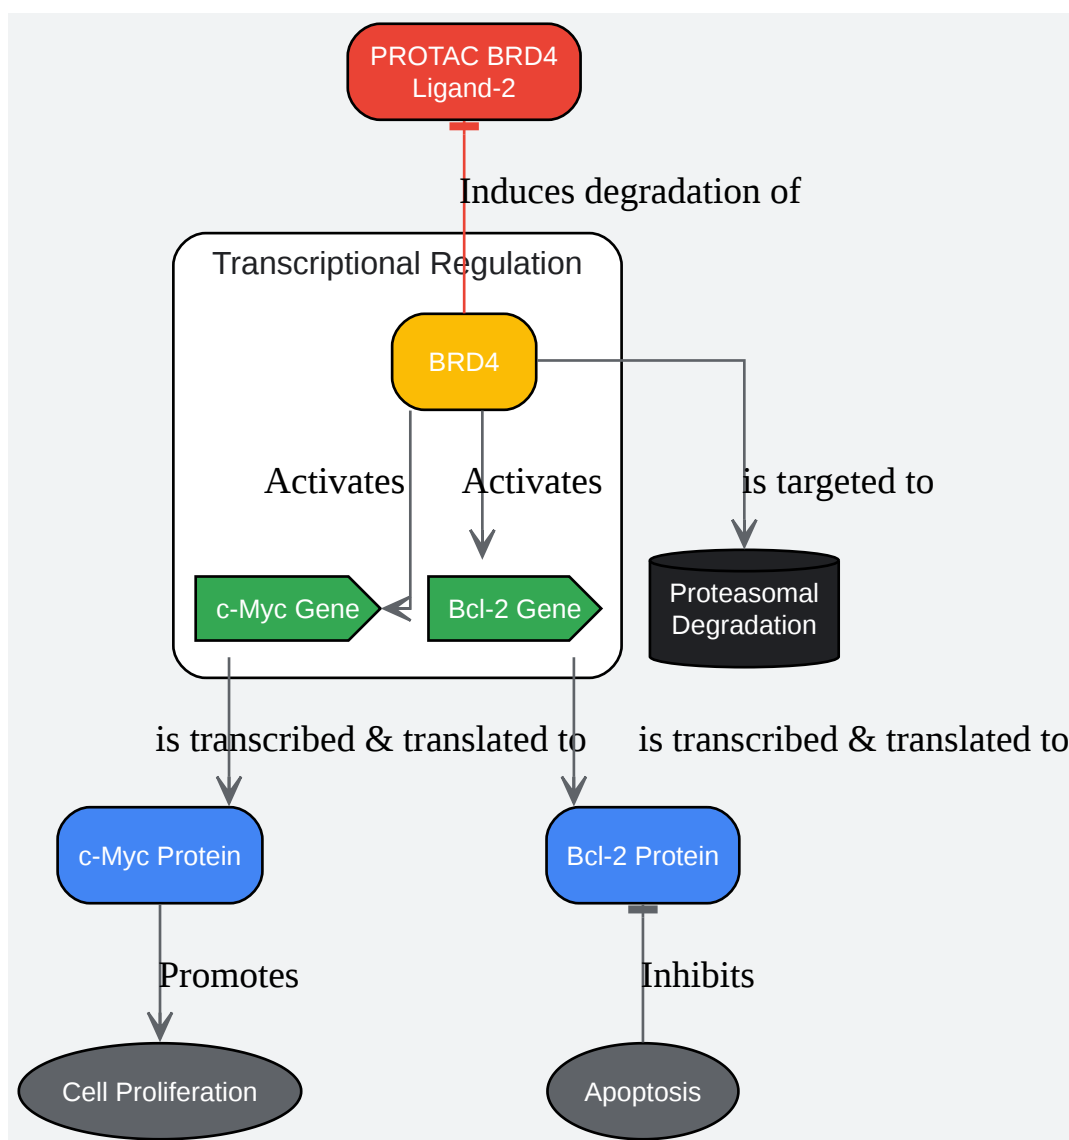 PROTAC BRD4
Ligand-2
Induces degradation of
Transcriptional Regulation
BRD4
Activates
Activates
is targeted to
c-Myc Gene
Bcl-2 Gene
Proteasomal
Degradation
is transcribed & translated to
is transcribed & translated to
c-Myc Protein
Bcl-2 Protein
Promotes
Inhibits
Cell Proliferation
Apoptosis